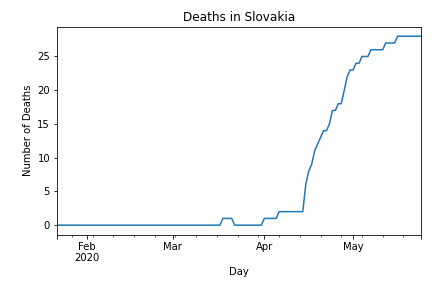 Deaths in Slovakia
Number of Deaths
25
20
15
10
5
0
Feb
2020
Mar
Apr
May
Day